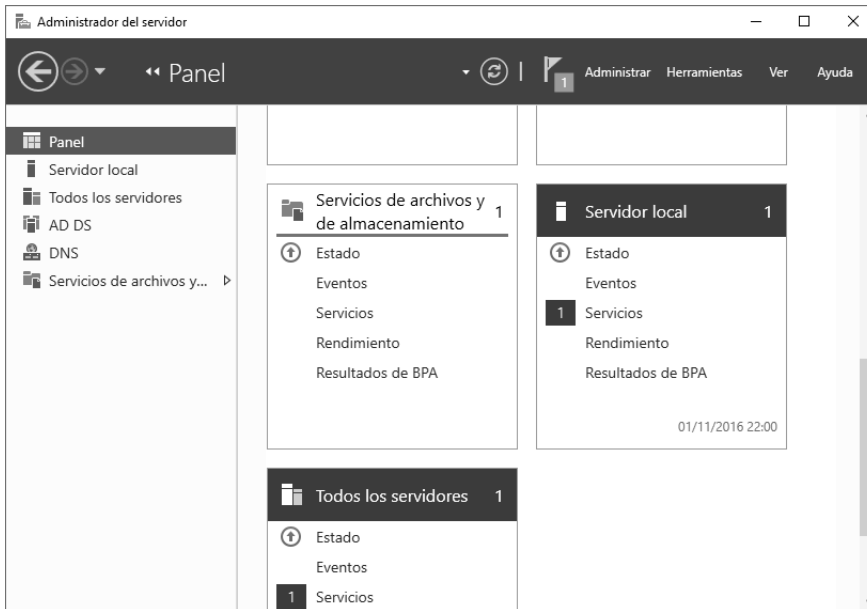 Administrador del servidor
Panel
1
Administrar Herramientas Ver Ayuda
Panel
Servidor local
Todos los servidores
AD DS
DNS
Servicios de archivos y...
Servicios de archivos y
de almacenamiento
1
Estado
Eventos
Servicios
Rendimiento
Resultados de BPA
Servidor local 1
Estado
Eventos
1 Servicios
Rendimiento
Resultados de BPA
01/11/2016 22:00
Todos los servidores 1
Estado
Eventos
1 Servicios